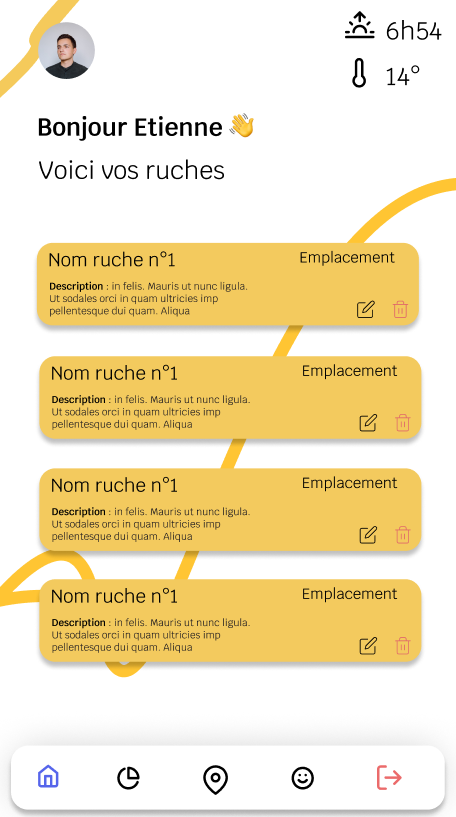 6h54
14°
Bonjour Etienne 👋
Voici vos ruches
Nom ruche n°1
Emplacement
Description : in felis. Mauris ut nunc ligula.
Ut sodales orci in quam ultricies imp
pellentesque dui quam. Aliqua
Nom ruche n°1
Emplacement
Description : in felis. Mauris ut nunc ligula.
Ut sodales orci in quam ultricies imp
pellentesque dui quam. Aliqua
Nom ruche n°1
Emplacement
Description : in felis. Mauris ut nunc ligula.
Ut sodales orci in quam ultricies imp
pellentesque dui quam. Aliqua
Nom ruche n°1
Emplacement
Description : in felis. Mauris ut nunc ligula.
Ut sodales orci in quam ultricies imp
pellentesque dui quam. Aliqua